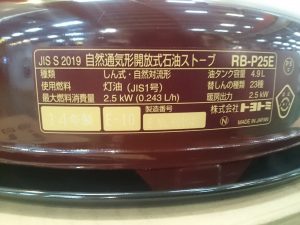 JIS S 2019 自然通気形開放式石油ストーブ RB-P25E
種類 しん式・自然対流形 油タンク容量 4.9L
使用燃料 灯油 (JIS1号) 替しんの種類 23種
最大燃料消費量 2.5 kW (0.243 L/h) 暖房出力 2.5 kW
14年製 製造番号 株式会社 トヨトミ
N MADE IN JAPAN